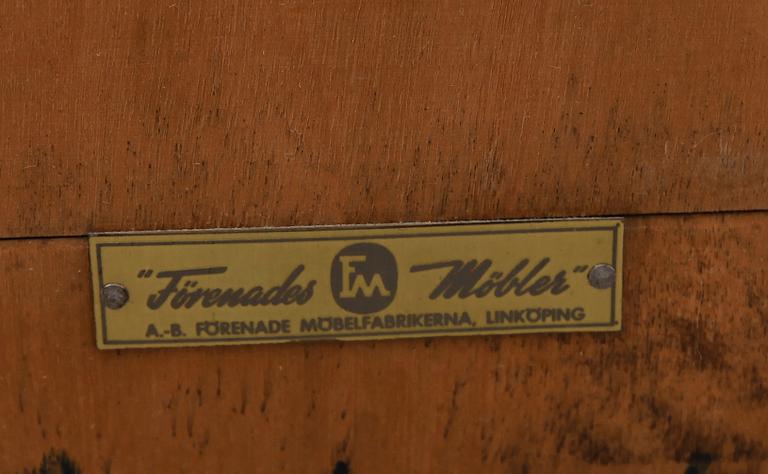 "Förenades FM Möbler"
A.-B. FÖRENADE MÖBELFABRIKERNA, LINKÖPING